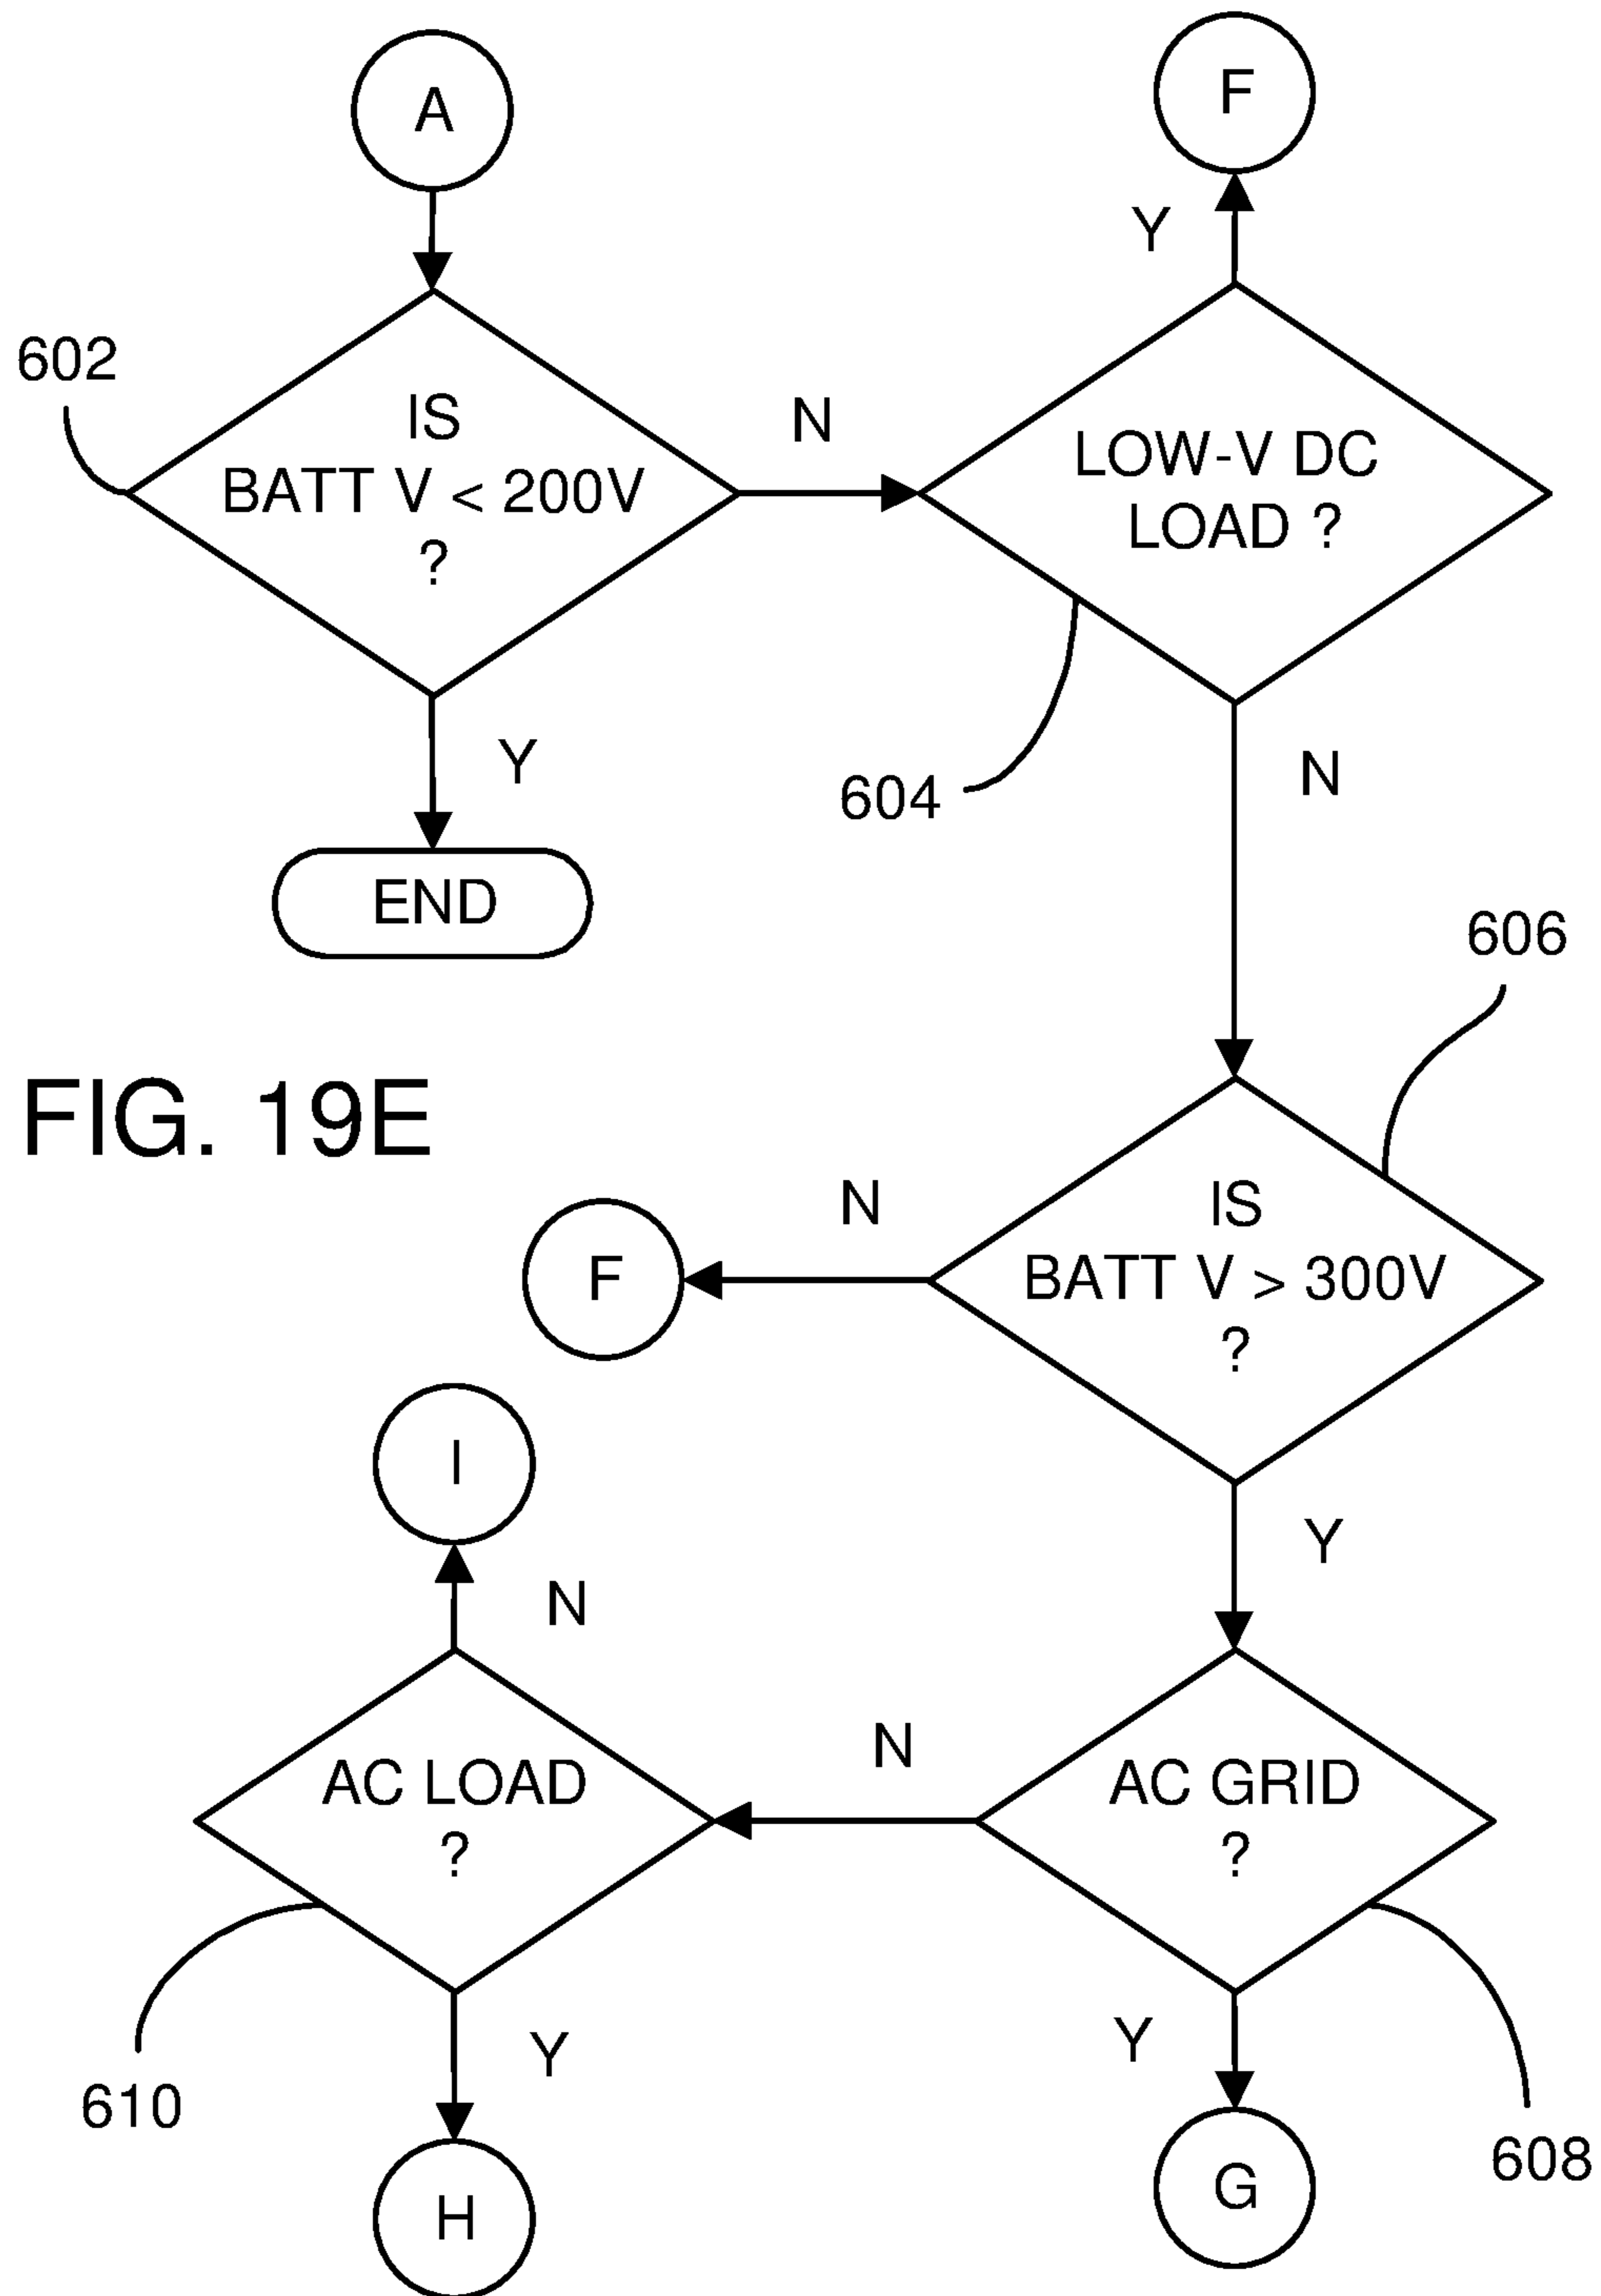 A
F
Y
602
IS
BATT V < 200V
?
N
LOW-V DC
LOAD ?
Y
604
N
END
606
FIG. 19E
N
F
IS
BATT V > 300V
?
I
Y
N
AC LOAD
?
N
AC GRID
?
Y
Y
610
H
G
608